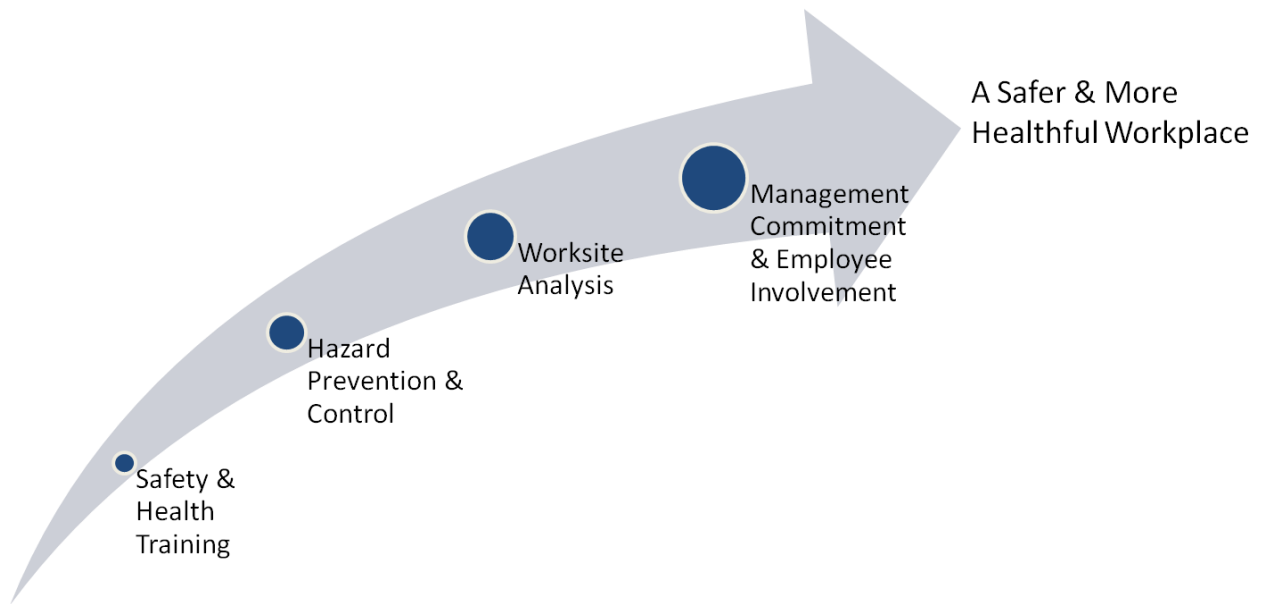 A Safer & More
Healthful Workplace
Management
Commitment
& Employee
Involvement
Worksite
Analysis
Hazard
Prevention &
Control
Safety &
Health
Training